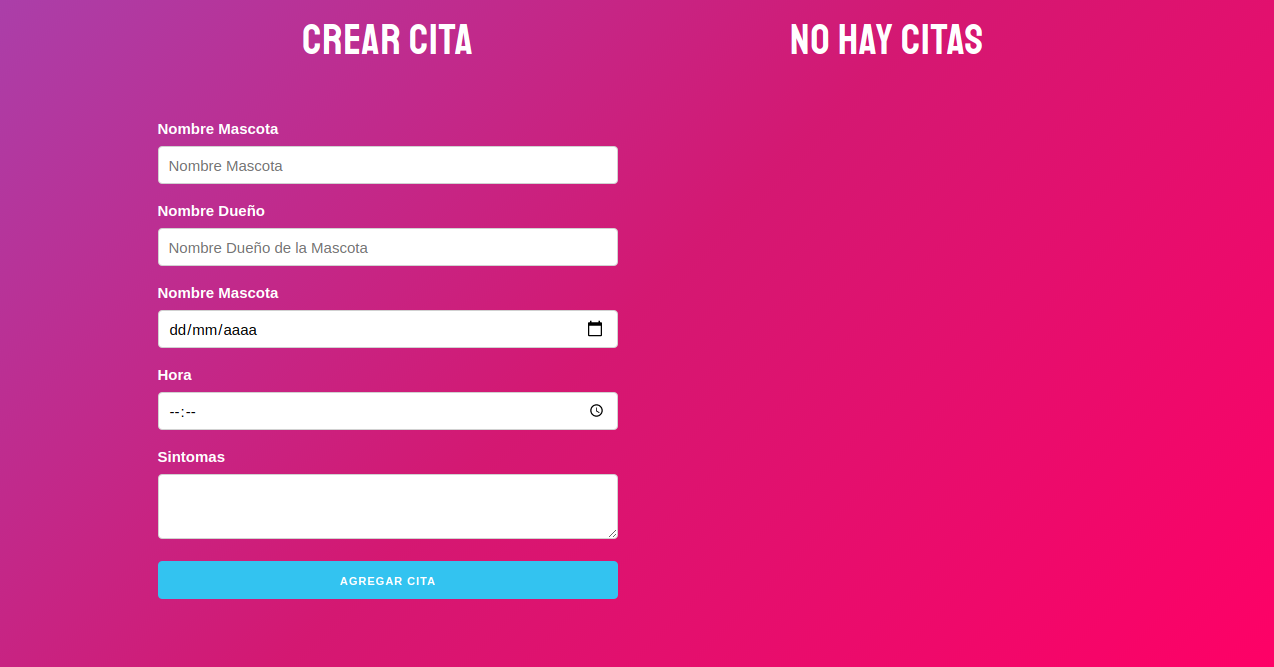 CREAR CITA
NO HAY CITAS
Nombre Mascota
Nombre Mascota
Nombre Dueño
Nombre Dueño de la Mascota
Nombre Mascota
dd/mm/aaaa
Hora
--:--
Sintomas
AGREGAR CITA